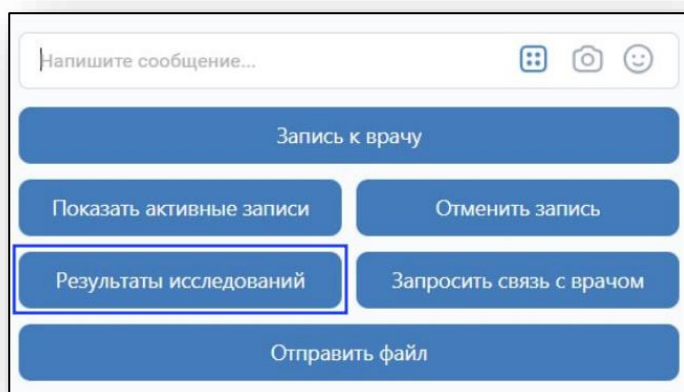 Напишите сообщение...
Запись к врачу
Показать активные записи
Отменить запись
Результаты исследований
Запросить связь с врачом
Отправить файл